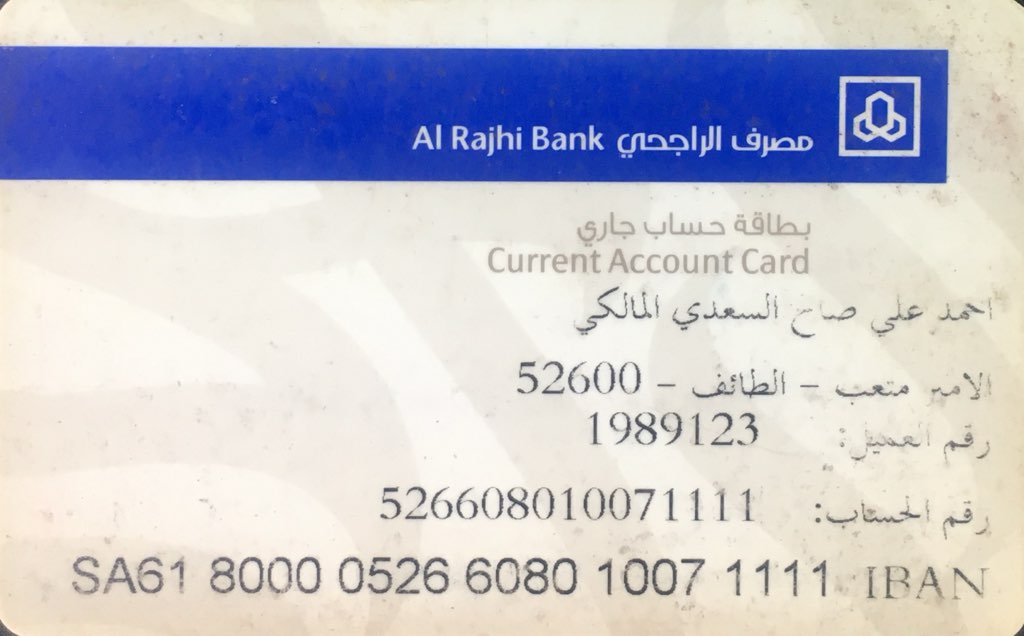 مصرف الراجحي Al Rajhi Bank
بطاقة حساب جاري
Current Account Card
احمد علي صالح السعدي المالكي
الامير متعب - الطائف - 52600
رقم العميل: 1989123
رقم الحساب: 526608010071111
SA61 8000 0526 6080 1007 1111 IBAN